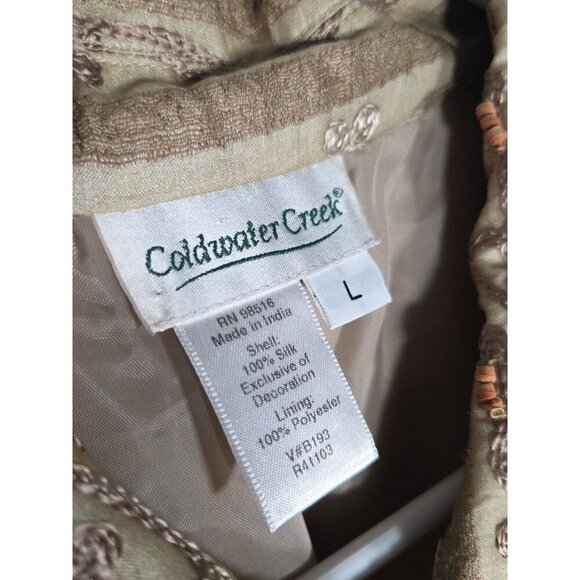 Coldwater Creek®
L
RN 98516
Made in India
Shell:
100% Silk
Exclusive of
Decoration
Lining:
100% Polyester
V#B193
R41103